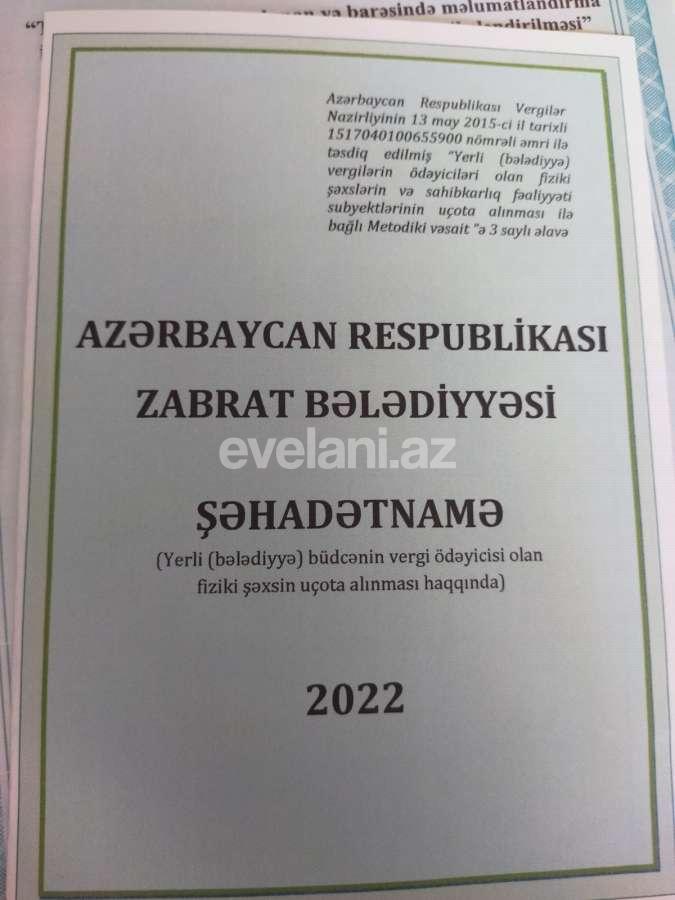 və barəsində məlumatlandırma
Azərbaycan Respublikası Vergilər
Nazirliyinin 13 may 2015-ci il tarixli
1517040100655900 nömrəli əmri ilə
təsdiq edilmiş "Yerli (bələdiyyə)
vergilərin ödəyiciləri olan fiziki
şəxslərin və sahibkarlıq fəaliyyəti
subyektlərinin uçota alınması ilə
bağlı Metodiki vəsait "ə 3 saylı əlavə
AZƏRBAYCAN RESPUBLİKASI
ZABRAT BƏLƏDİYYƏSİ
evelani.az
ŞƏHADƏTNAMƏ
(Yerli (bələdiyyə) büdcənin vergi ödəyicisi olan
fiziki şəxsin uçota alınması haqqında)
2022